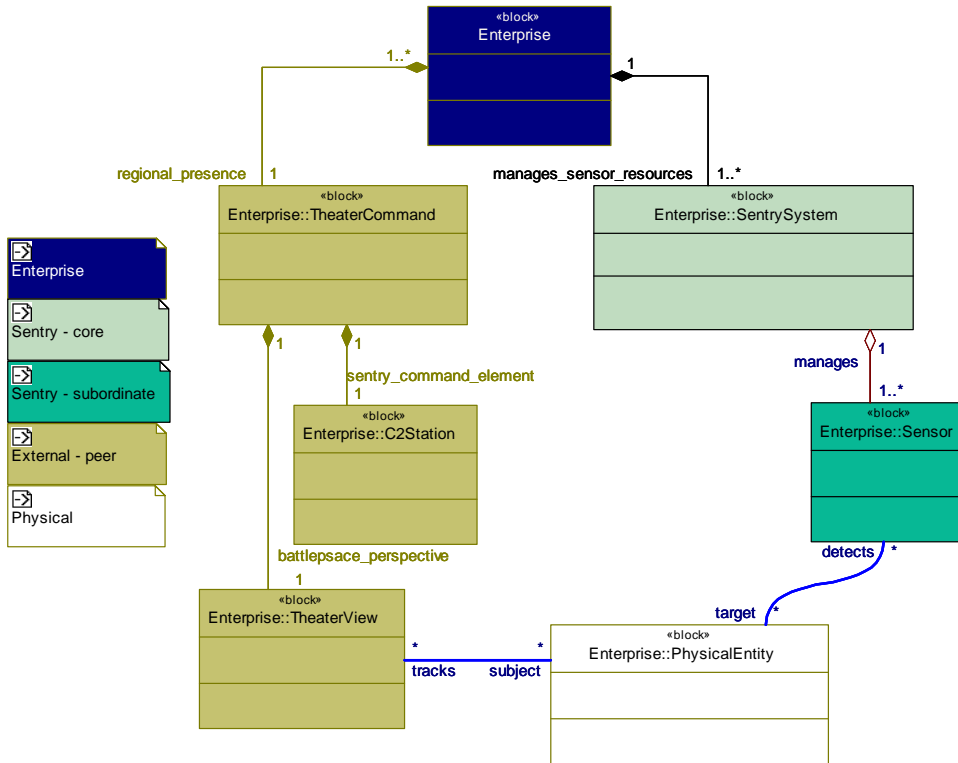 «block»
Enterprise
1..*
1
regional_presence
1
manages_sensor_resources
1..*
«block»
Enterprise::TheaterCommand
«block»
Enterprise::SentrySystem
Enterprise
Sentry - core
Sentry - subordinate
External - peer
Physical
1
1
sentry_command_element
1
1
manages
1..*
«block»
Enterprise::C2Station
«block»
Enterprise::Sensor
battlepsace_perspective
1
detects
*
«block»
Enterprise::TheaterView
target
*
«block»
Enterprise::PhysicalEntity
*
tracks
*
subject